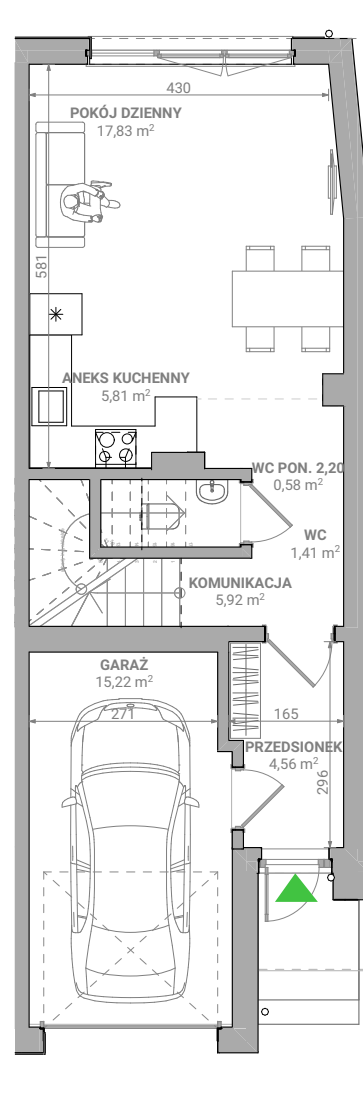 430
POKÓJ DZIENNY
17,83 m²
581
ANEKS KUCHENNY
5,81 m²
WC PON. 2,20
0,58 m²
WC
1,41 m²
KOMUNIKACJA
5,92 m²
GARAŻ
15,22 m²
271
165
PRZEDSIONEK
4,56 m²
296